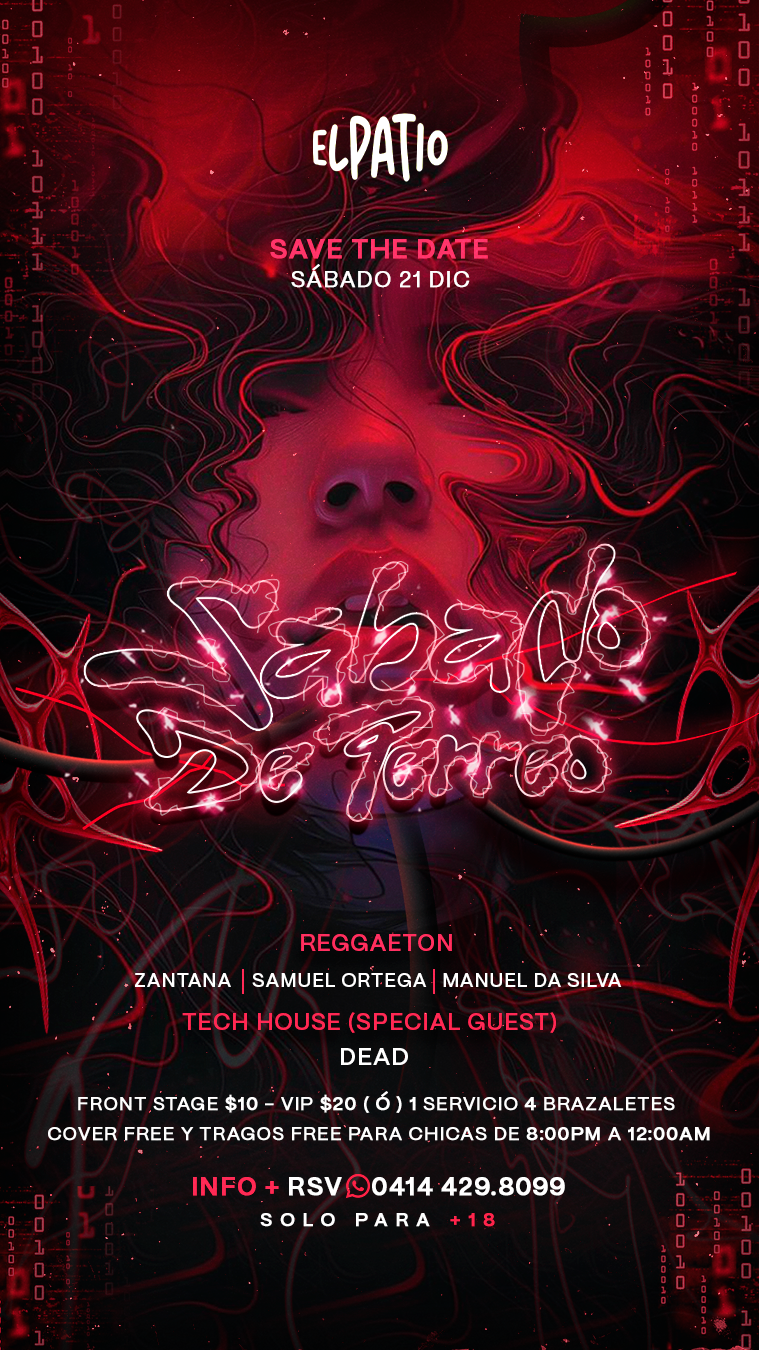 ELPATIO
SAVE THE DATE
SÁBADO 21 DIC
Sábado
De Perreo
REGGAETON
ZANTANA | SAMUEL ORTEGA | MANUEL DA SILVA
TECH HOUSE (SPECIAL GUEST)
DEAD
FRONT STAGE $10 – VIP $20 ( Ó ) 1 SERVICIO 4 BRAZALETES
COVER FREE Y TRAGOS FREE PARA CHICAS DE 8:00PM A 12:00AM
INFO + RSV 0414 429.8099
SOLO PARA +18